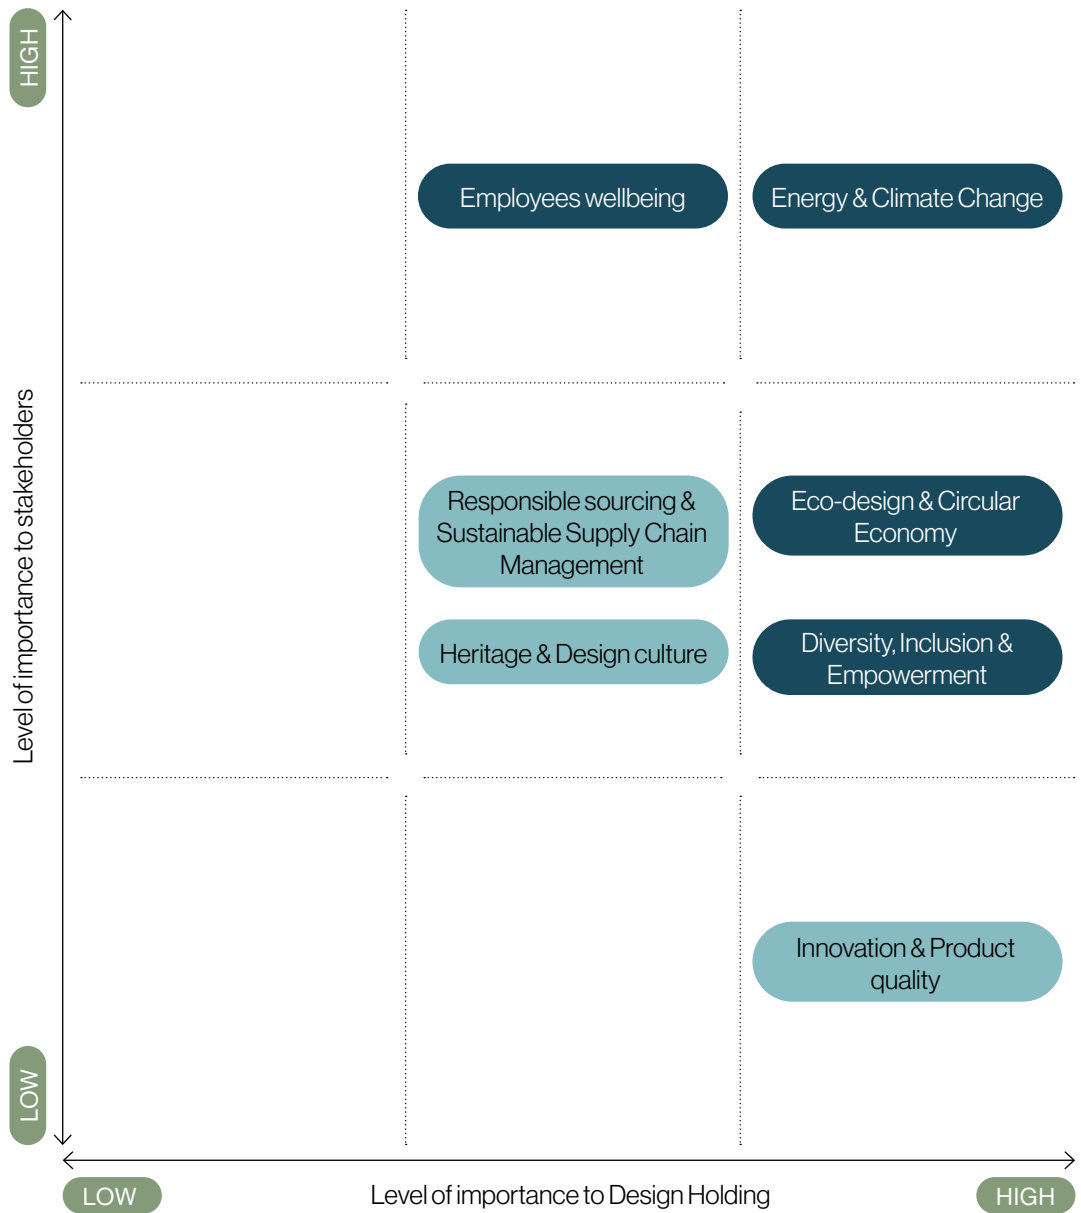 HIGH
Employees wellbeing
Energy & Climate Change
Level of importance to stakeholders
Responsible sourcing &
Sustainable Supply Chain
Management
Eco-design & Circular
Economy
Heritage & Design culture
Diversity, Inclusion &
Empowerment
Innovation & Product
quality
LOW
LOW
Level of importance to Design Holding
HIGH